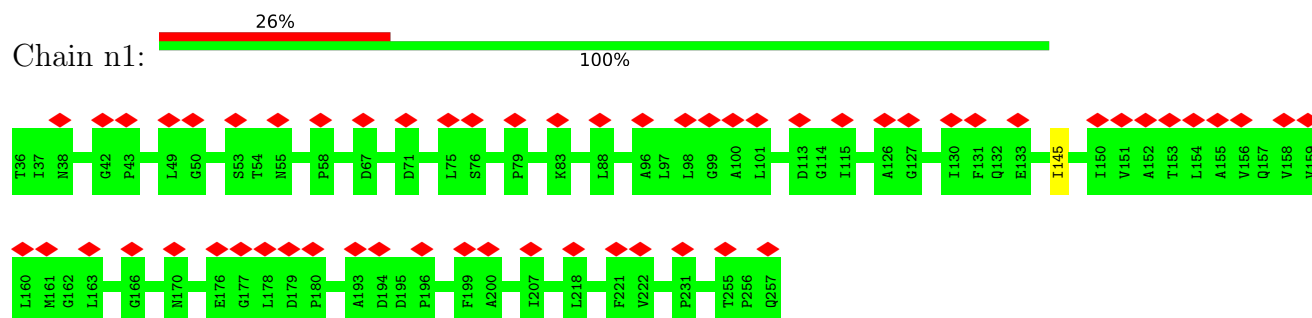 26%
Chain n1:
100%
T36 I37 N38 G42 P43 L49 G50 S53 T54 N55 P58 D67 D71 L75 S76 P79 K83 L88 A96 L97 L98 G99 A100 L101 D113 G114 I115 A126 G127 I130 F131 Q132 E133 I145 I150 V151 A152 T153 L154 A155 V156 Q157 V158 V159
L160 M161 G162 L163 G166 N170 E176 G177 L178 D179 P180 A193 D194 D195 P196 F199 A200 I207 L218 F221 V222 P231 T255 P256 Q257